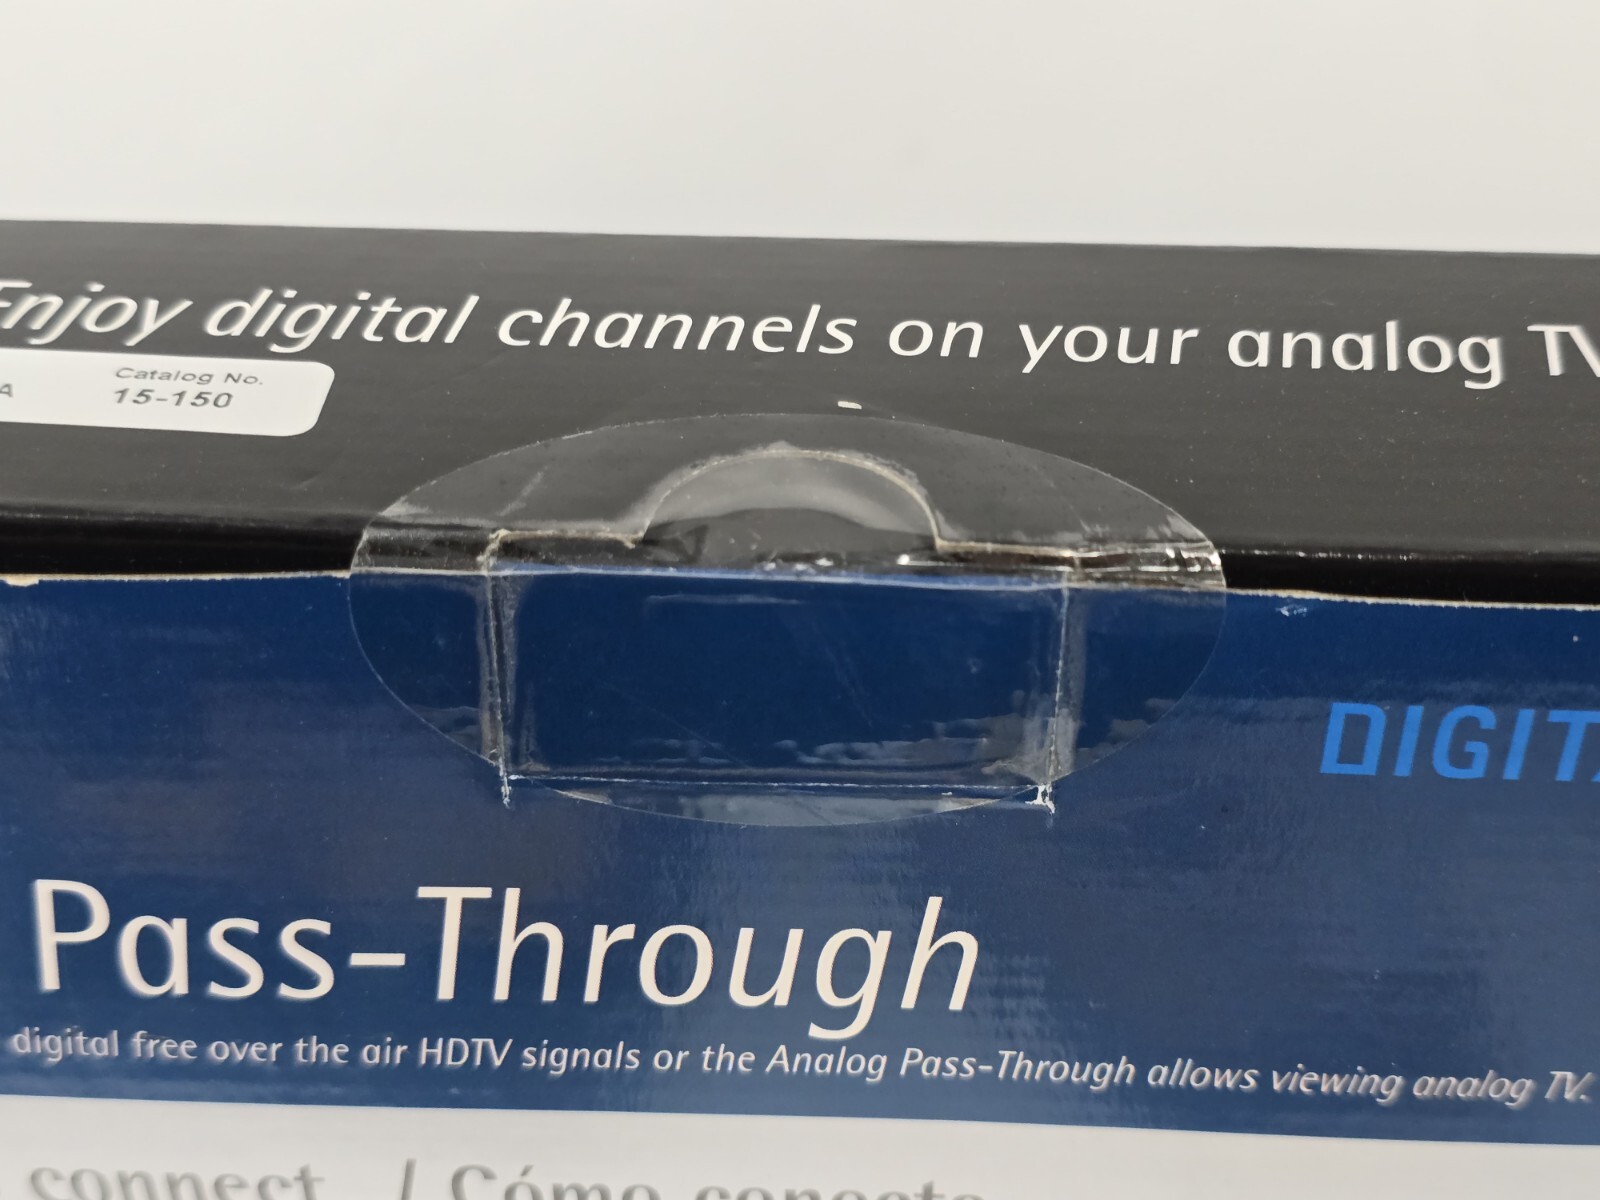 Enjoy digital channels on your analog TV
A
Catalog No.
15-150
DIGITA
Pass-Through
digital free over the air HDTV signals or the Analog Pass-Through allows viewing analog TV.
connect / Cómo conecta